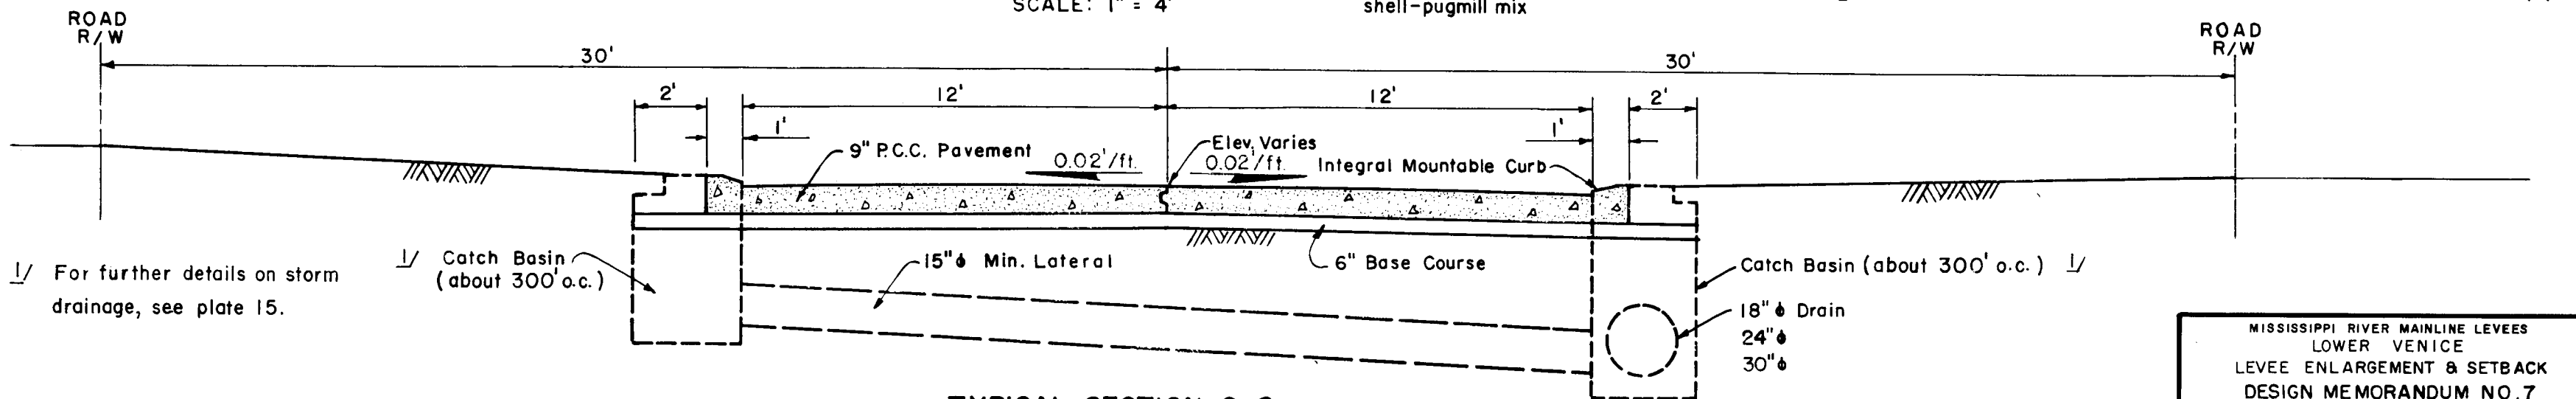 SCALE: 1" = 4'
shell-pugmill mix
ROAD
R/W
ROAD
R/W
30'
30'
2'
12'
12'
2'
1'
1'
9" P.C.C. Pavement
0.02'/ft.
Elev. Varies
0.02'/ft.
Integral Mountable Curb
1/ For further details on storm
drainage, see plate 15.
1/ Catch Basin
(about 300' o.c.)
15"ϕ Min. Lateral
6" Base Course
Catch Basin (about 300' o.c.) 1/
18"ϕ Drain
24"ϕ
30"ϕ
MISSISSIPPI RIVER MAINLINE LEVEES
LOWER VENICE
LEVEE ENLARGEMENT & SETBACK
DESIGN MEMORANDUM NO. 7